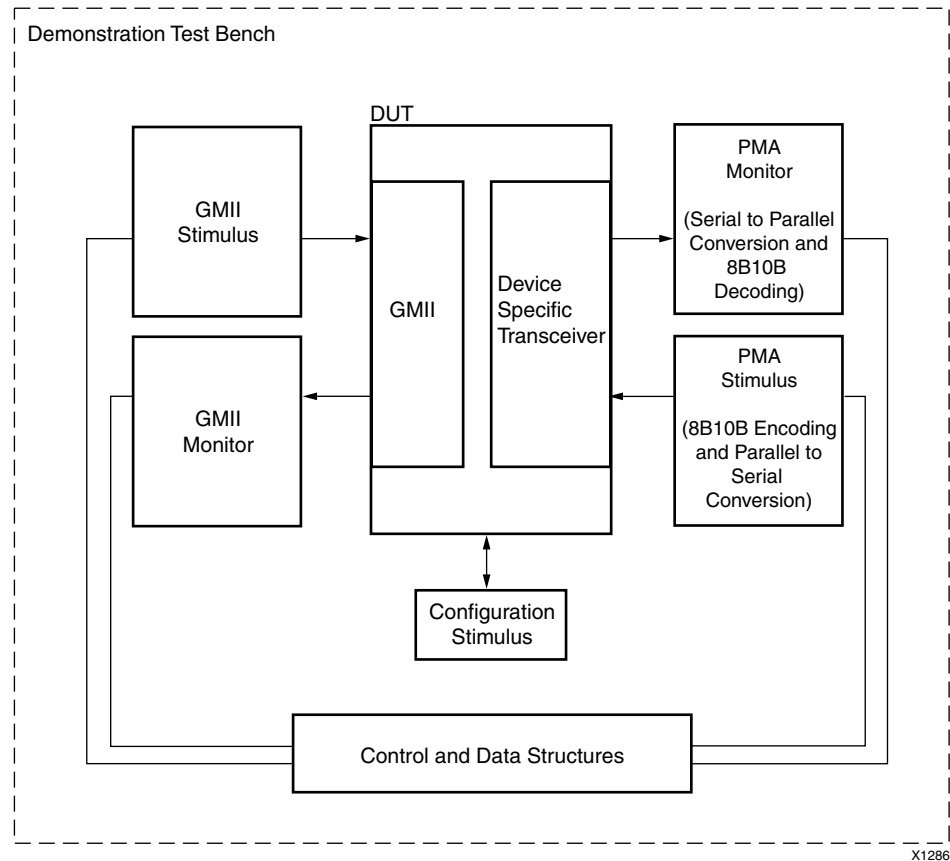 Demonstration Test Bench
DUT
GMII
Stimulus
GMII
Monitor
GMII
Device
Specific
Transceiver
PMA
Monitor
(Serial to Parallel
Conversion and
8B10B
Decoding)
PMA
Stimulus
(8B10B Encoding
and Parallel to
Serial
Conversion)
Configuration
Stimulus
Control and Data Structures
X1286